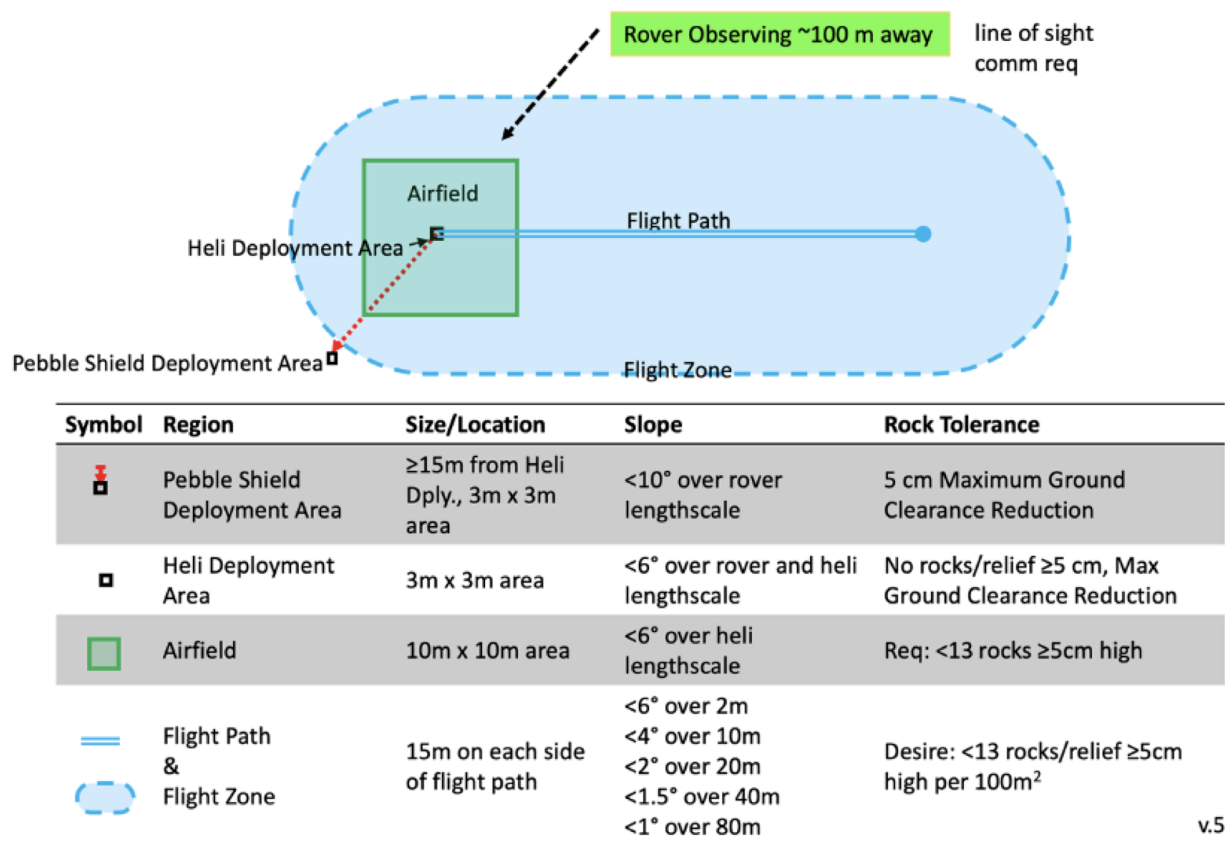 Rover Observing ~100 m away
line of sight
comm req
Airfield
Flight Path
Heli Deployment Area
Pebble Shield Deployment Area
Flight Zone
Symbol Region Size/Location Slope Rock Tolerance
Pebble Shield
Deployment Area
≥15m from Heli
Dply., 3m x 3m
area
<10° over rover
lengthscale
5 cm Maximum Ground
Clearance Reduction
Heli Deployment
Area
3m x 3m area
<6° over rover and heli
lengthscale
No rocks/relief ≥5 cm, Max
Ground Clearance Reduction
Airfield
10m x 10m area
<6° over heli
lengthscale
Req: <13 rocks ≥5cm high
Flight Path
&
Flight Zone
15m on each side
of flight path
<6° over 2m
<4° over 10m
<2° over 20m
<1.5° over 40m
<1° over 80m
Desire: <13 rocks/relief ≥5cm
high per 100m²
v.5